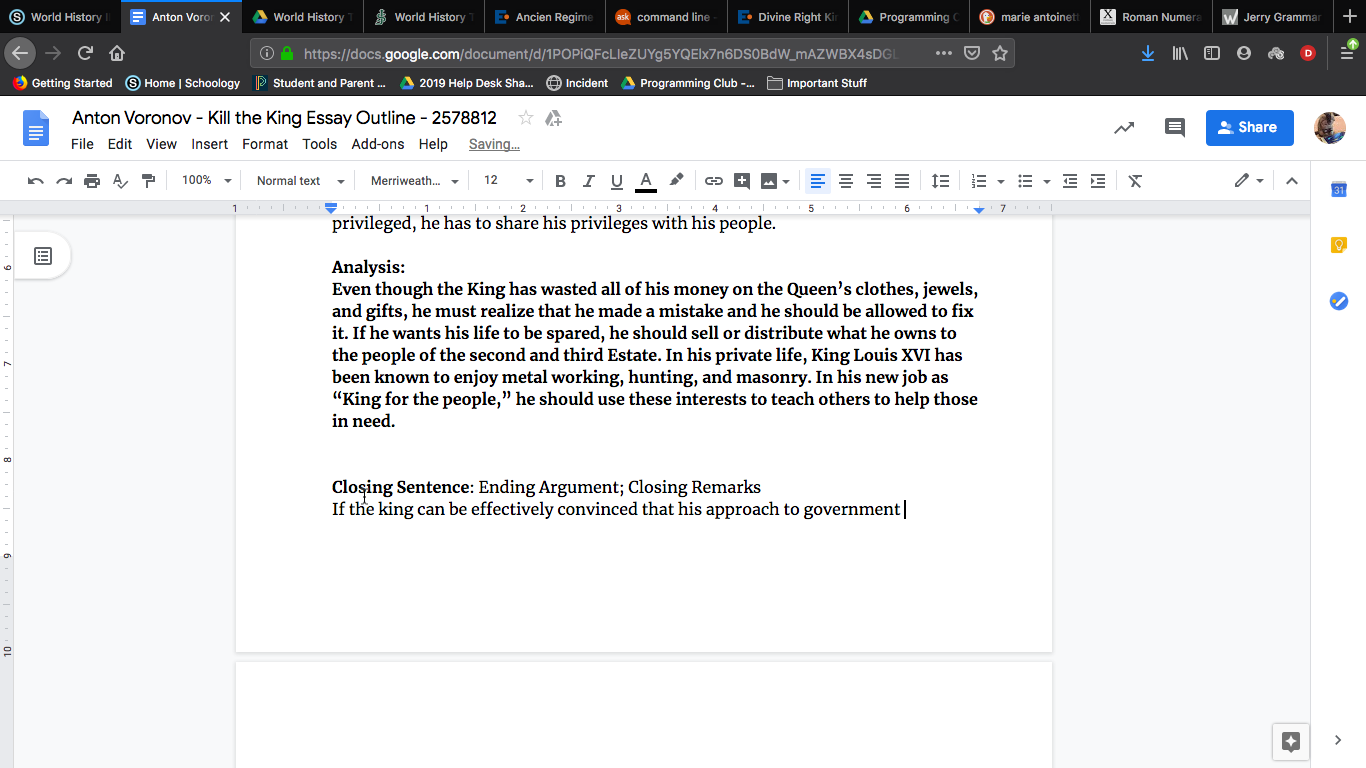 World History I
Anton Voron
World History T
World History T
Ancien Regime
ask
command line -
Divine Right Kin
Programming C
marie antoinett
Roman Numera
Jerry Grammar
https://docs.google.com/document/d/
Getting Started
Home | Schoology
Student and Parent ...
2019 Help Desk Sha...
Incident
Programming Club -...
Important Stuff
Anton Voronov - Kill the King Essay Outline - 2578812
File Edit View Insert Format Tools Add-ons Help Saving...
Share
100% Normal text Merriweath... 12 B I U A
1 1 2 3 4 5 6 7
31
privileged, he has to share his privileges with his people.
Analysis:
Even though the King has wasted all of his money on the Queen’s clothes, jewels,
and gifts, he must realize that he made a mistake and he should be allowed to fix
it. If he wants his life to be spared, he should sell or distribute what he owns to
the people of the second and third Estate. In his private life, King Louis XVI has
been known to enjoy metal working, hunting, and masonry. In his new job as
“King for the people,” he should use these interests to teach others to help those
in need.
Closing Sentence: Ending Argument; Closing Remarks
If the king can be effectively convinced that his approach to government
6
7
8
9
10